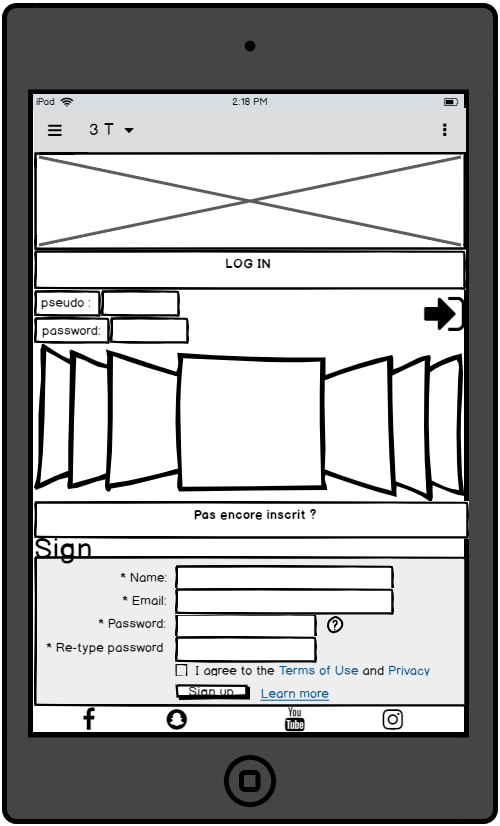 iPad 2:18 PM
3 T
LOG IN
pseudo :
password:
Pas encore inscrit ?
Sign
* Name:
* Email:
* Password: ?
* Re-type password
I agree to the Terms of Use and Privacy
Sign up Learn more
You
Tube